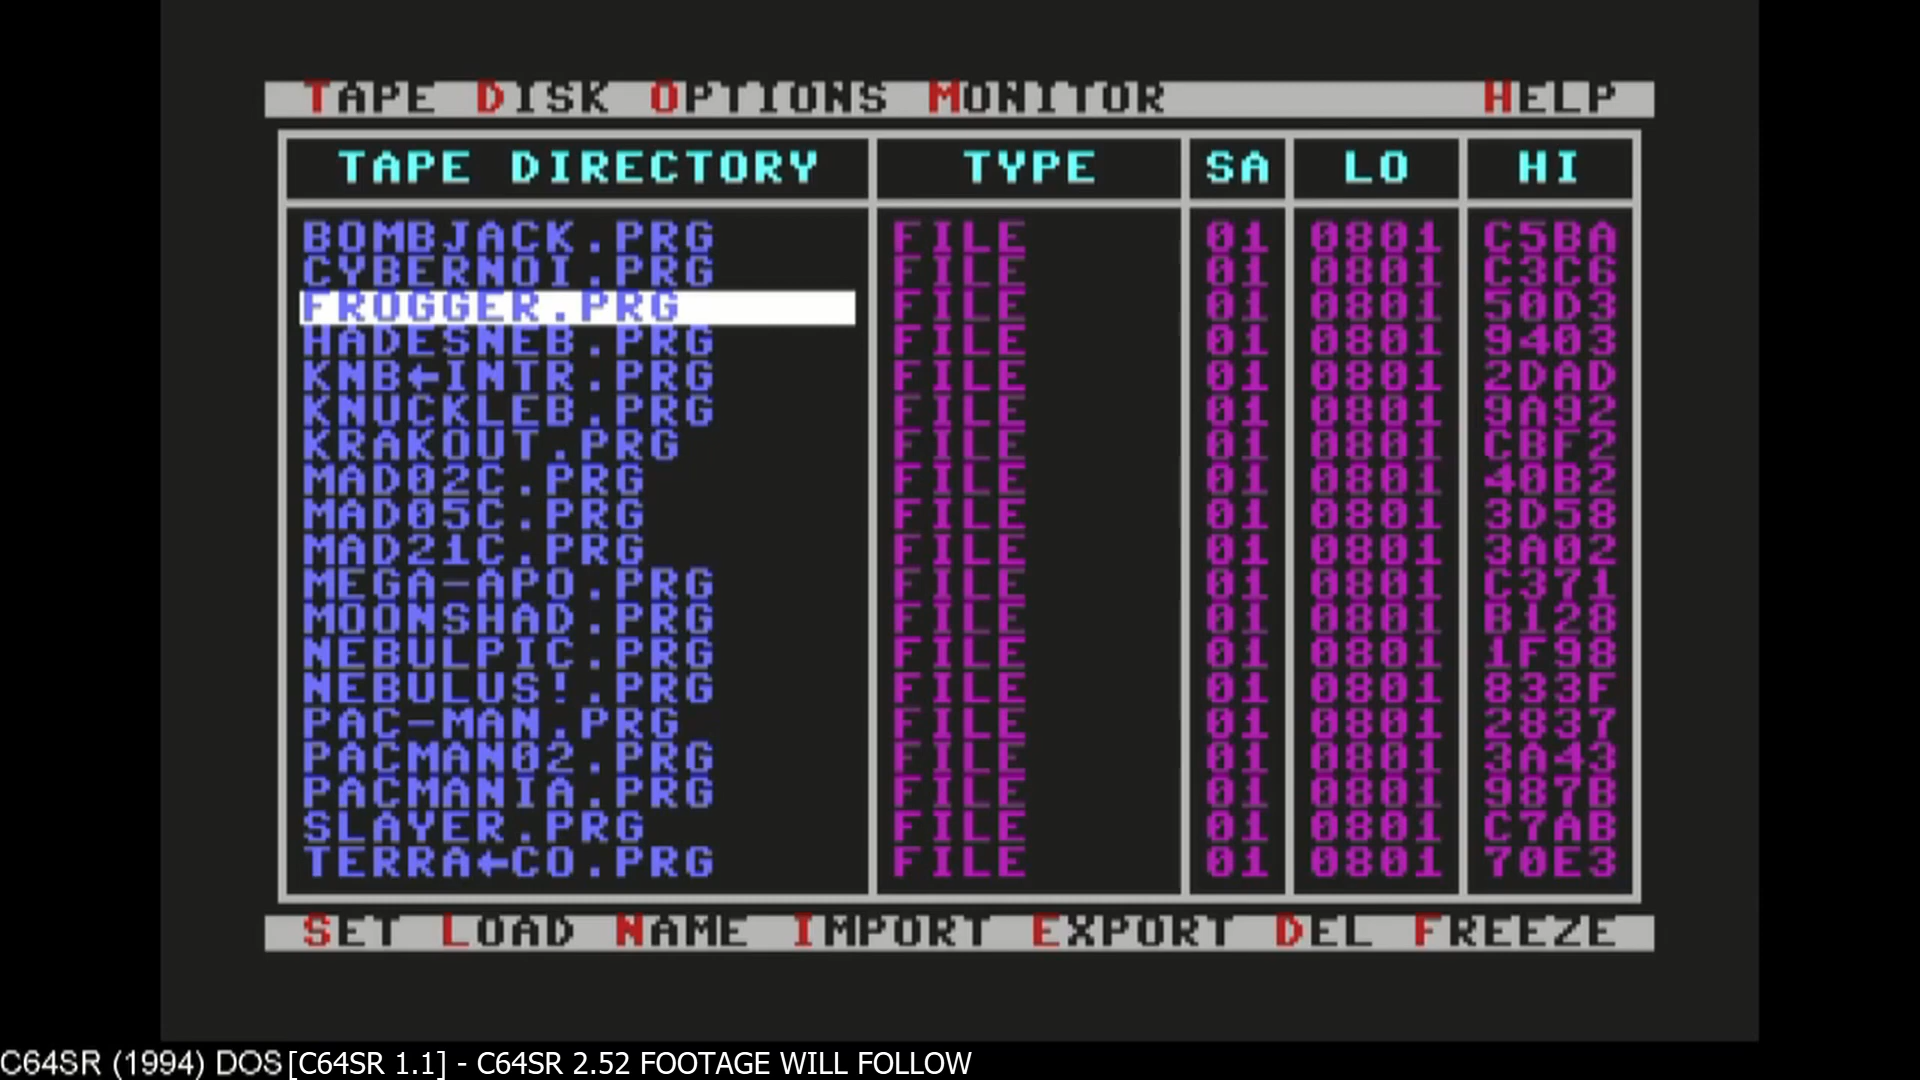 TAPE DISK OPTIONS MONITOR HELP
TAPE DIRECTORY TYPE SA LO HI
BOMBJACK.PRG FILE 01 0801 C5BA
CYBERNOI.PRG FILE 01 0801 C3C6
FROGGER.PRG FILE 01 0801 50D3
HADESNEB.PRG FILE 01 0801 9403
KNB←INTR.PRG FILE 01 0801 2DAD
KNUCKLEB.PRG FILE 01 0801 9A92
KRAKOUT.PRG FILE 01 0801 CBF2
MAD02C.PRG FILE 01 0801 40B2
MAD05C.PRG FILE 01 0801 3D58
MAD21C.PRG FILE 01 0801 3A02
MEGA-APO.PRG FILE 01 0801 C371
MOONSHAD.PRG FILE 01 0801 B128
NEBULPIC.PRG FILE 01 0801 1F98
NEBULUS!.PRG FILE 01 0801 833F
PAC-MAN.PRG FILE 01 0801 2837
PACMAN02.PRG FILE 01 0801 3A43
PACMANIA.PRG FILE 01 0801 987B
SLAYER.PRG FILE 01 0801 C7AB
TERRA←CO.PRG FILE 01 0801 70E3
SET LOAD NAME IMPORT EXPORT DEL FREEZE
C64SR (1994) DOS [C64SR 1.1] - C64SR 2.52 FOOTAGE WILL FOLLOW